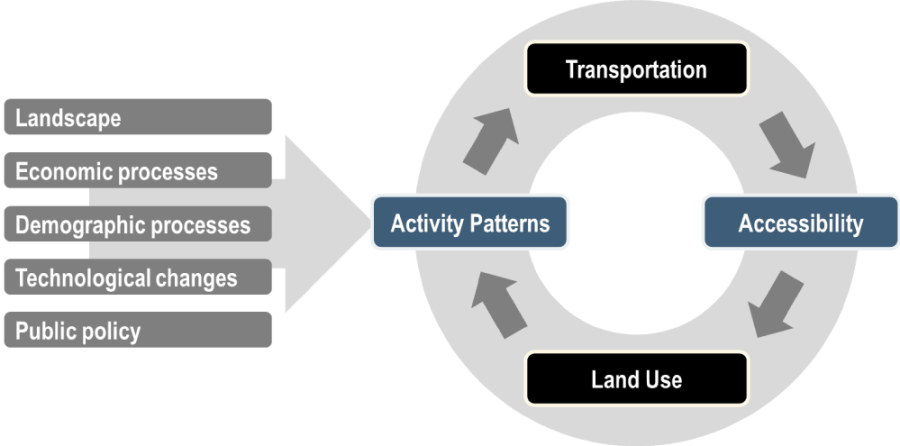 Transportation
Landscape
Economic processes
Demographic processes
Technological changes
Public policy
Activity Patterns
Accessibility
Land Use